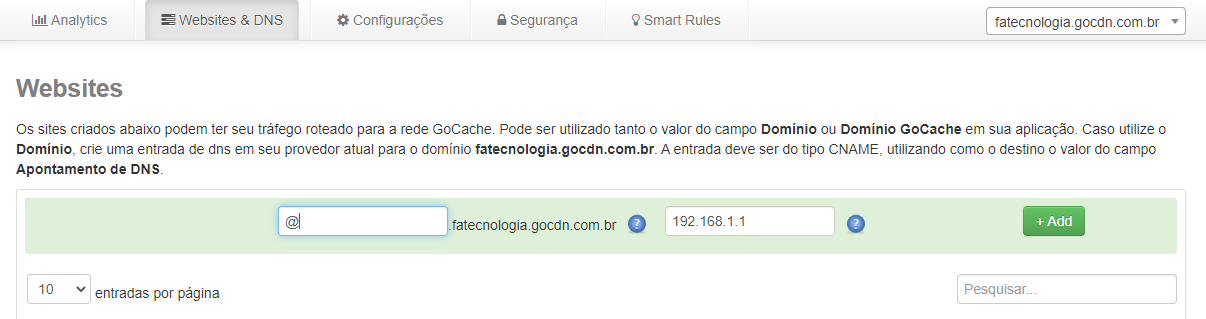 Analytics Websites & DNS Configurações Segurança Smart Rules fatecnologia.gocdn.com.br
Websites
Os sites criados abaixo podem ter seu tráfego roteado para a rede GoCache. Pode ser utilizado tanto o valor do campo Domínio ou Domínio GoCache em sua aplicação. Caso utilize o
Domínio, crie uma entrada de dns em seu provedor atual para o domínio fatecnologia.gocdn.com.br. A entrada deve ser do tipo CNAME, utilizando como o destino o valor do campo
Apontamento de DNS.
@ .fatecnologia.gocdn.com.br ? 192.168.1.1 ? + Add
10 entradas por página Pesquisar...